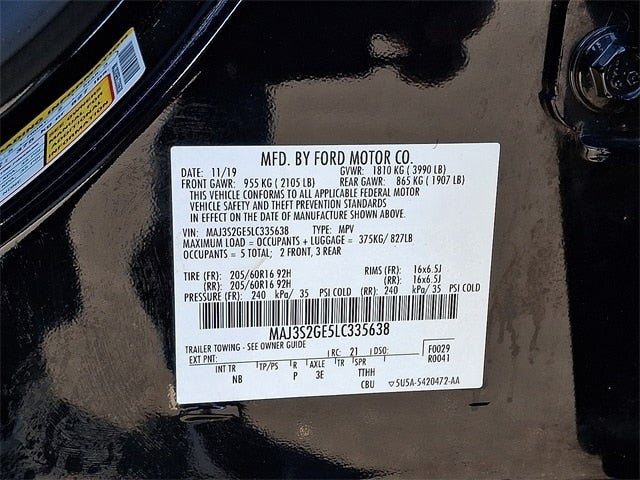 MFD. BY FORD MOTOR CO.
DATE: 11/19 GVWR: 1810 KG ( 3990 LB)
FRONT GAWR: 955 KG ( 2105 LB) REAR GAWR: 865 KG ( 1907 LB)
THIS VEHICLE CONFORMS TO ALL APPLICABLE FEDERAL MOTOR
VEHICLE SAFETY AND THEFT PREVENTION STANDARDS
IN EFFECT ON THE DATE OF MANUFACTURE SHOWN ABOVE.
VIN: MAJ3S2GE5LC335638 TYPE: MPV
MAXIMUM LOAD = OCCUPANTS + LUGGAGE = 375KG/ 827LB
OCCUPANTS = 5 TOTAL; 2 FRONT, 3 REAR
TIRE (FR): 205/60R16 92H RIMS (FR): 16x6.5J
(RR): 205/60R16 92H (RR): 16x6.5J
PRESSURE (FR): 240 kPa/ 35 PSI COLD (RR): 240 kPa/ 35 PSI COLD
MAJ3S2GE5LC335638
TRAILER TOWING - SEE OWNER GUIDE
EXT PNT: RC: 21 DSO: F0029
R0041
INT TR TP/PS R AXLE TR SPR
NB P 3E TTHH
CBU 5U5A-5420472-AA